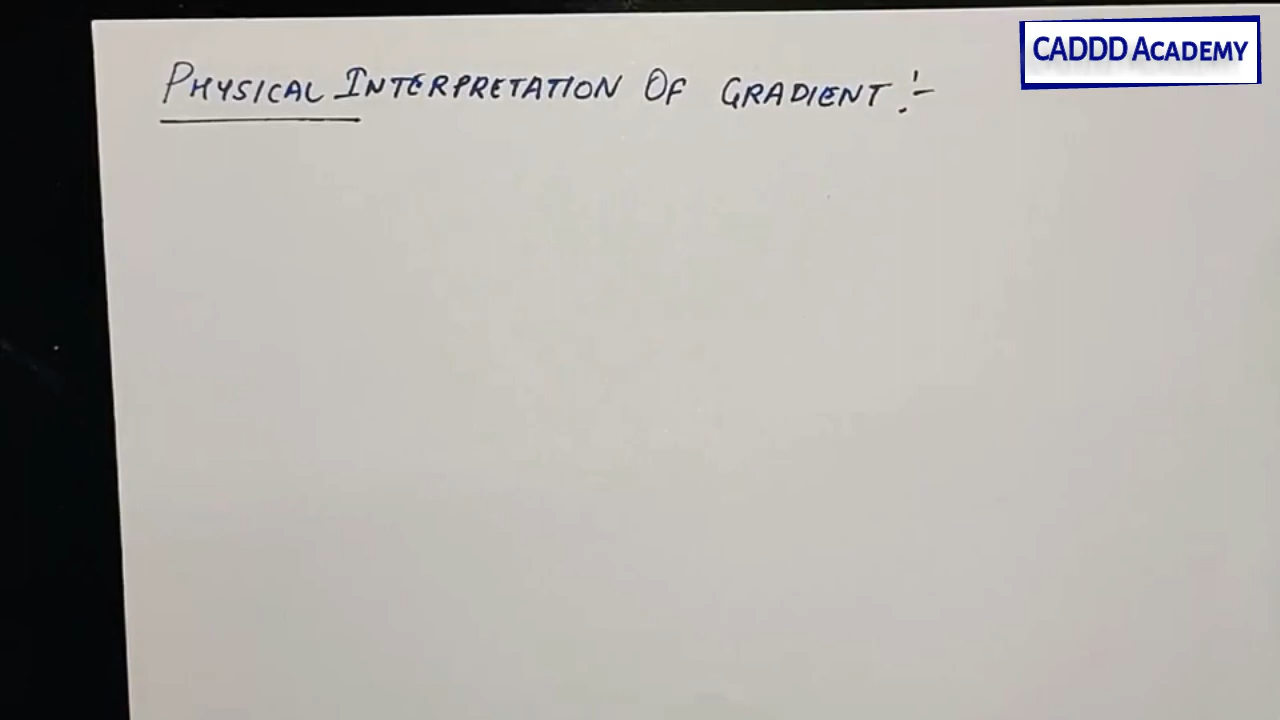 CADDD ACADEMY
PHYSICAL INTERPRETATION OF GRADIENT :-